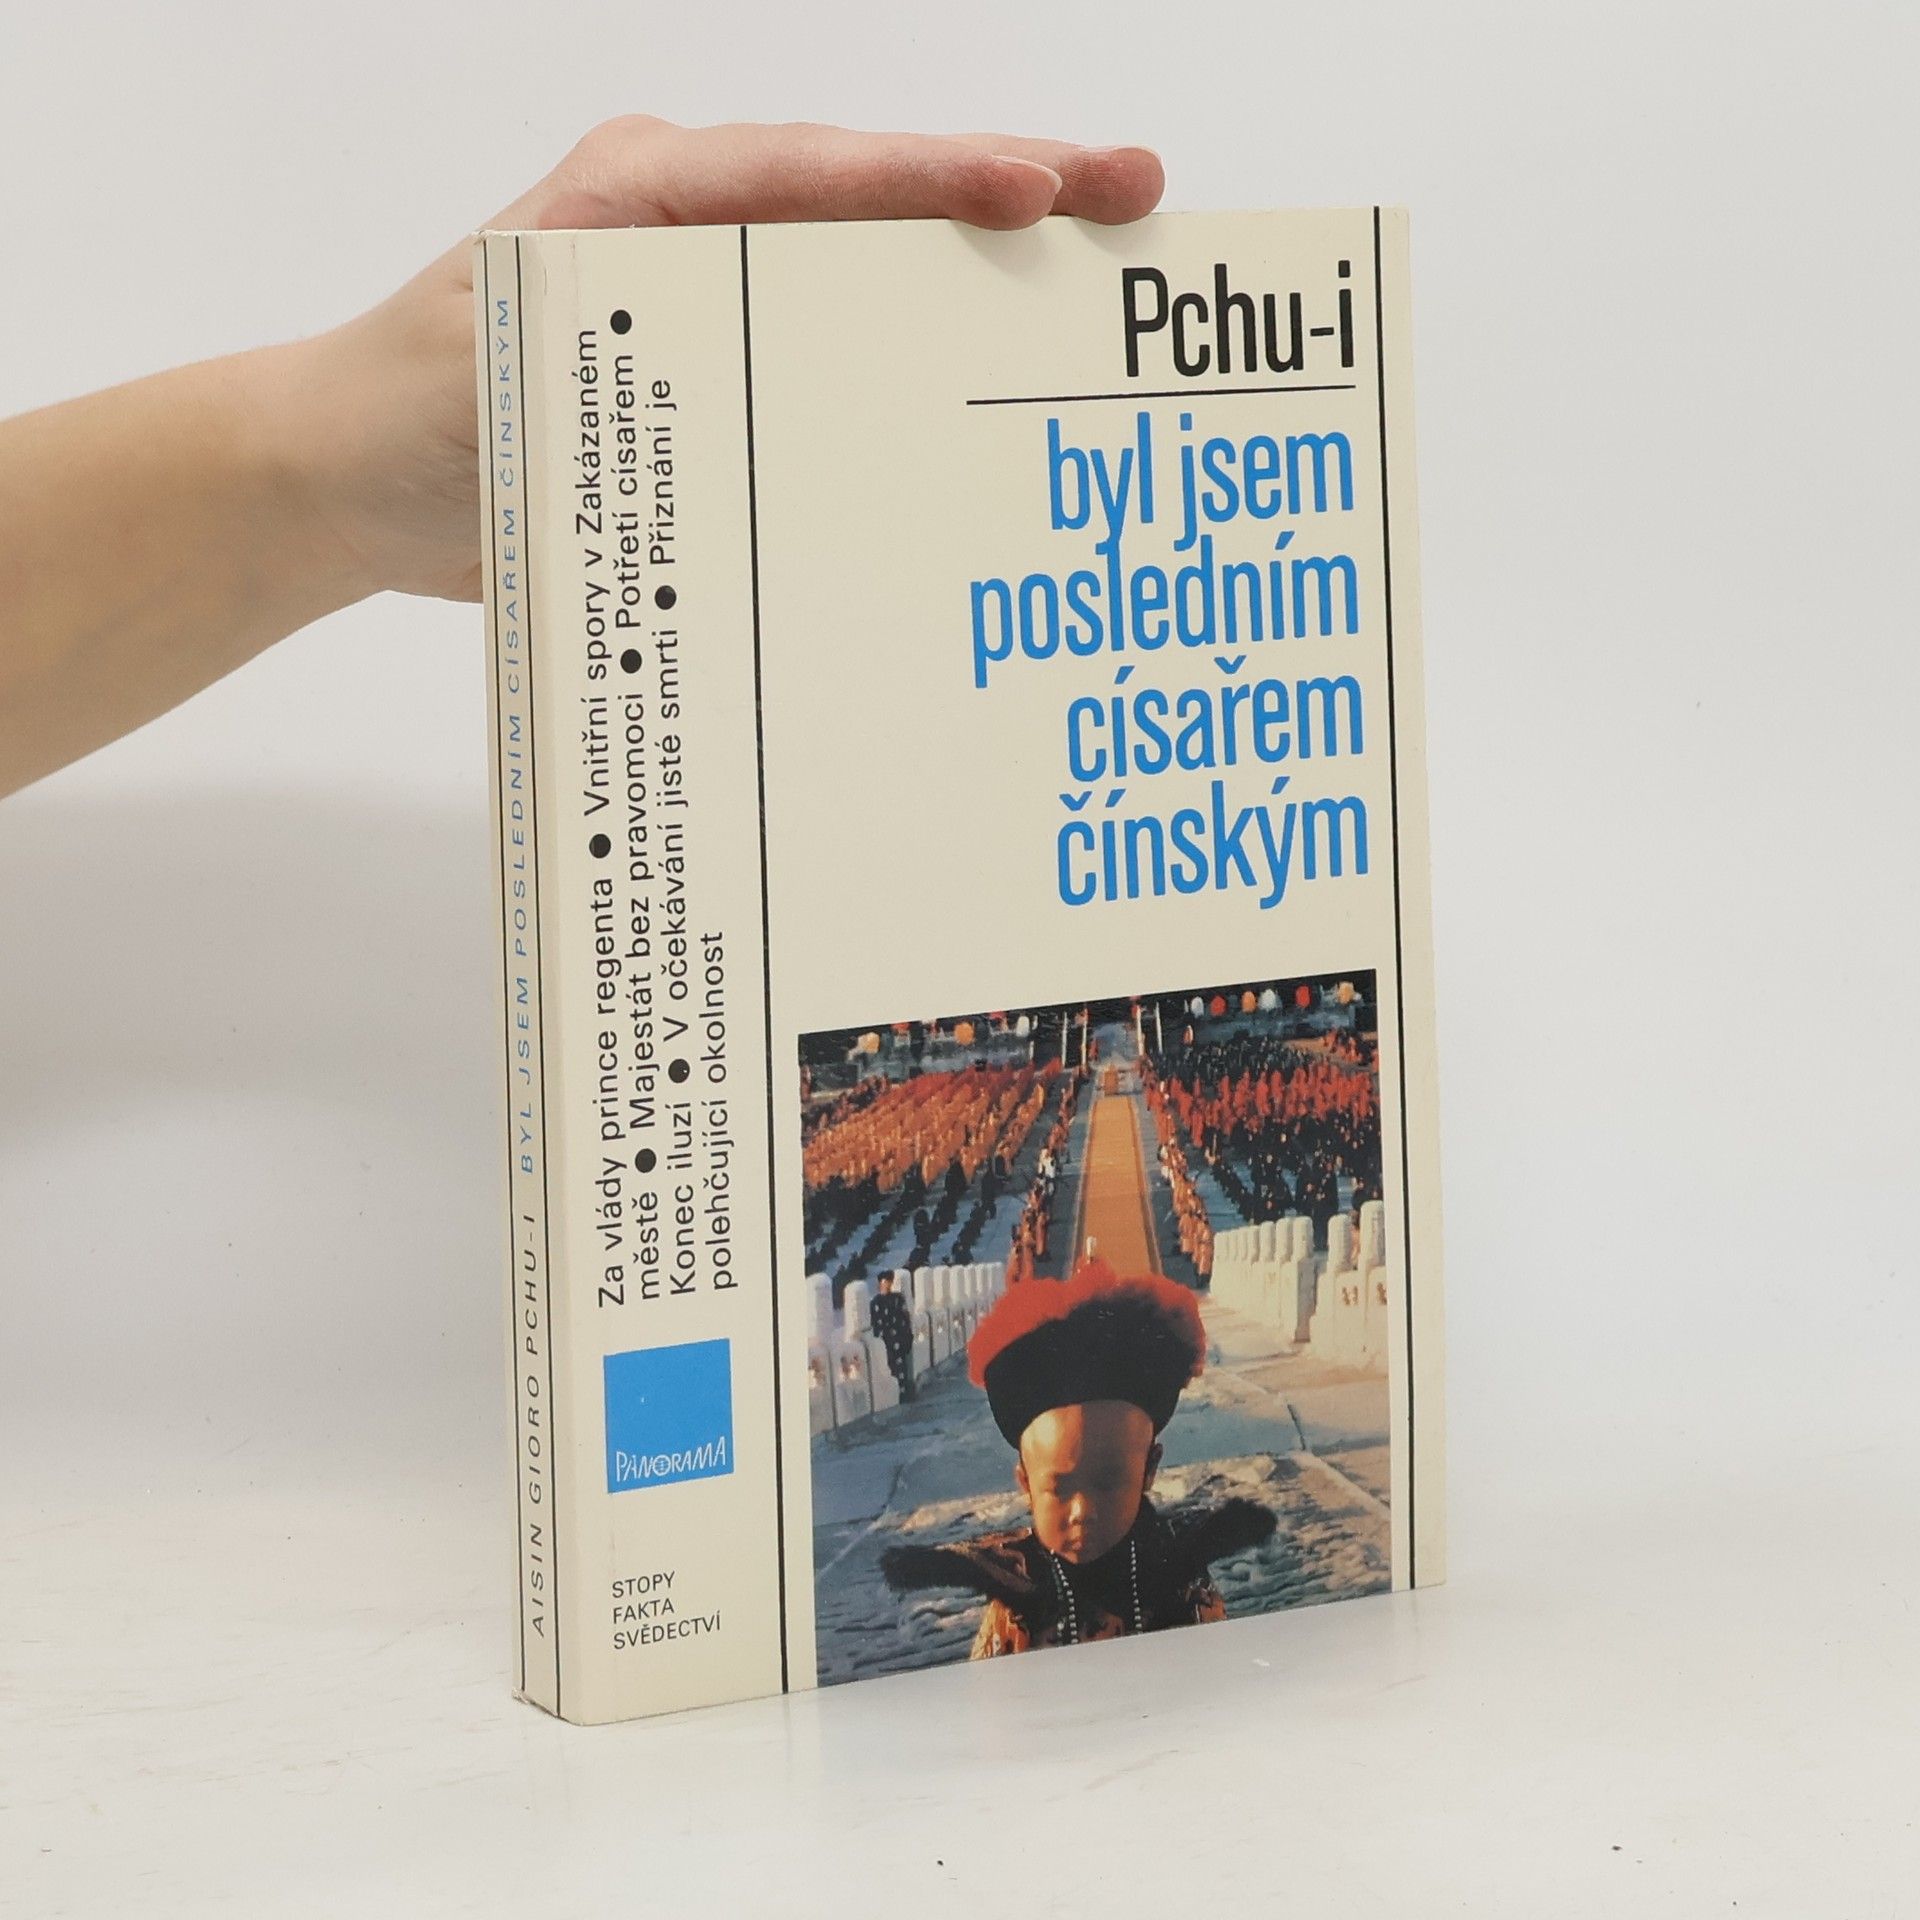 AISIN GIORO PCHU-I BYL JSEM POSLEDNÍM CÍSAŘEM ČÍNSKÝM
Za vlády prince regenta ● Vnitřní spory v Zakázaném
městě ● Majestát bez pravomoci ● Potřetí císařem ●
Konec iluzí ● V očekávání jisté smrti ● Přiznání je
polehčující okolnost
PANORAMA
STOPY
FAKTA
SVĚDECTVÍ
Pchu-i
byl jsem
posledním
císařem
čínským